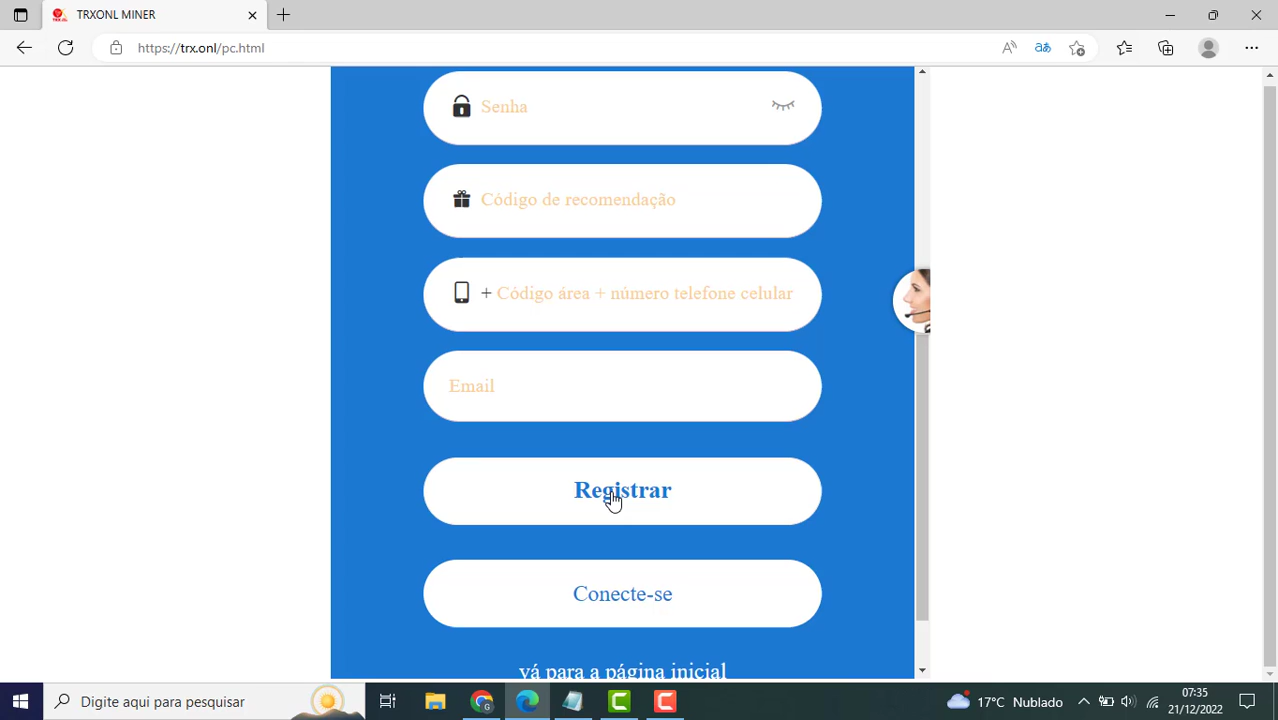 TRXONL MINER
https://trx.onl/pc.html
Senha
Código de recomendação
+ Código área + número telefone celular
Email
Registrar
Conecte-se
vá para a página inicial
Digite aqui para pesquisar
17°C Nublado
07:35
21/12/2022